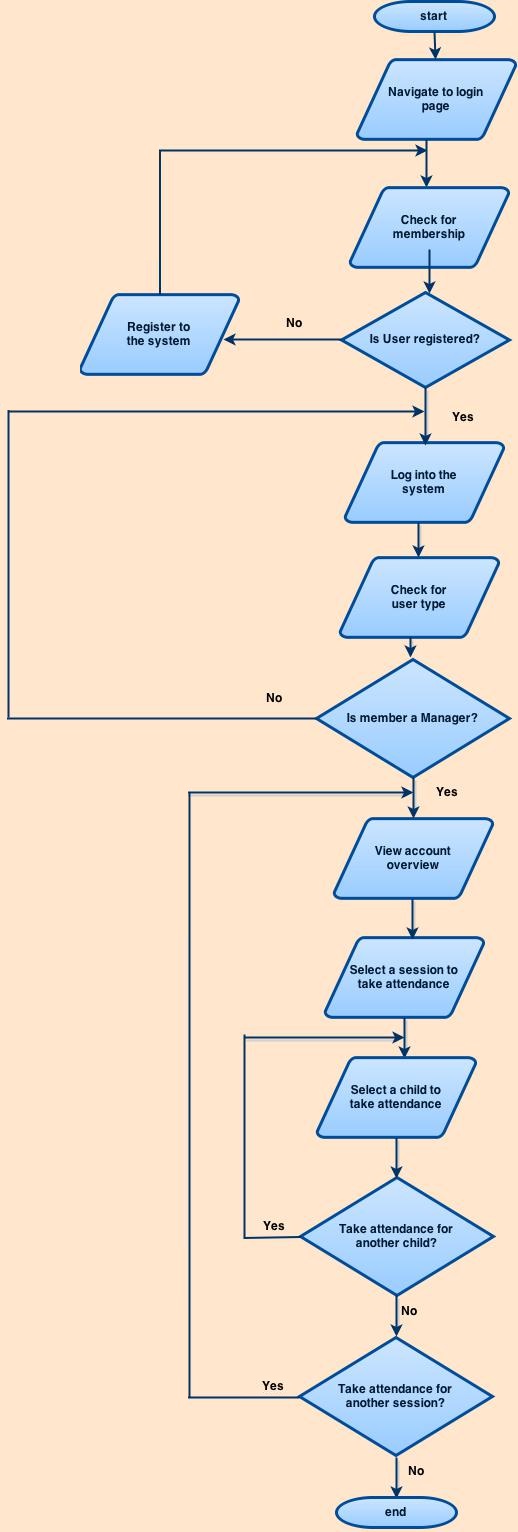 start
Navigate to login
page
Check for
membership
Is User registered?
No
Register to
the system
Yes
Log into the
system
Check for
user type
Is member a Manager?
No
Yes
View account
overview
Select a session to
take attendance
Select a child to
take attendance
Take attendance for
another child?
Yes
No
Take attendance for
another session?
Yes
No
end